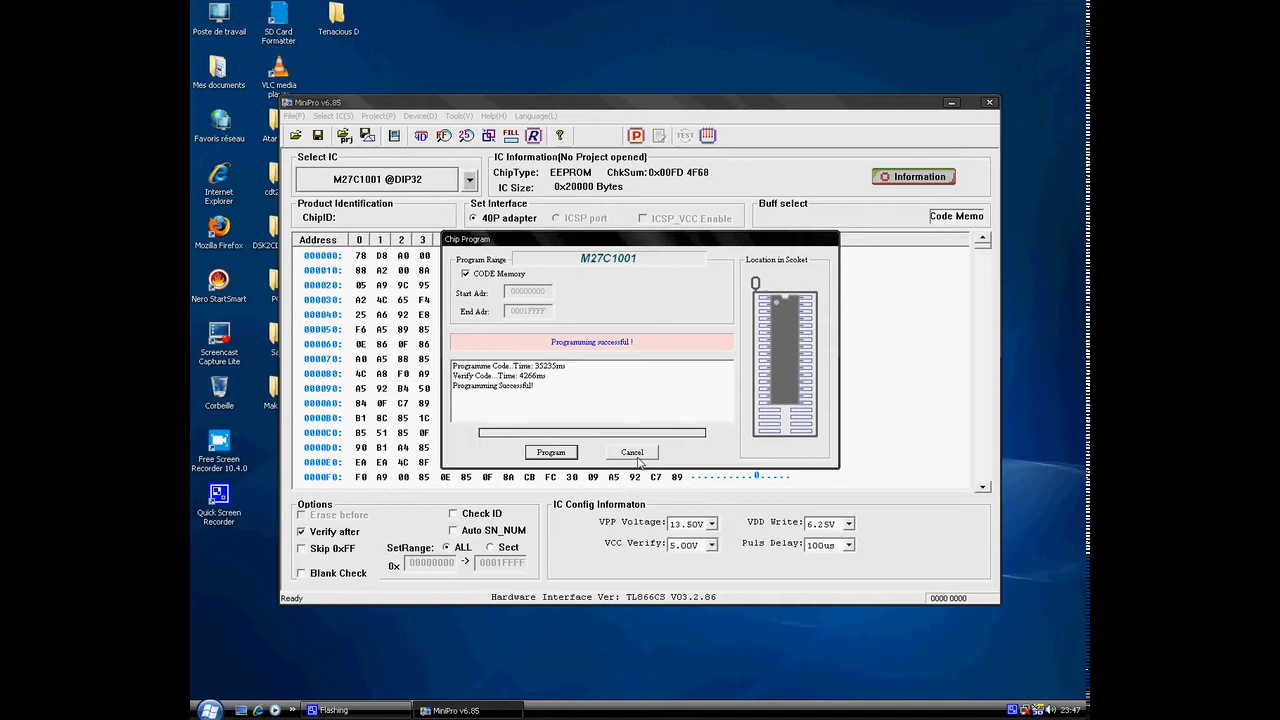 Poste de travail
SD Card
Formatter
Tenacious D
Mes documents
VLC media
Favoris réseau
Internet
Explorer
Mozilla Firefox
Nero StartSmart
Screencast
Capture Lite
Corbeille
Free Screen
Recorder 10.4.0
Quick Screen
Recorder
MiniPro v6.85
File(F) Select IC(S) Project(P) Device(D) Tools(V) Help(H) Language(L)
Select IC
M27C1001 @DIP32
IC Information(No Project opened)
ChipType: EEPROM ChkSum:0x00FD 4F68
IC Size: 0x20000 Bytes
Information
Product Identification
ChipID:
Set Interface
40P adapter ICSP port ICSP_VCC Enable
Buff select
Code Memo
Address 0 1 2 3
000000: 78 D8 A0 00
000010: 88 A2 00 8A
000020: 05 A9 9C 95
000030: A2 4C 65 F4
000040: 25 A6 92 E8
000050: F6 A5 89 85
000060: 0E 86 0F 86
000070: A0 A5 88 85
000080: 4C A8 F0 A9
000090: A5 92 B4 50
0000A0: 84 0F C7 89
0000B0: B1 8C 85 1C
0000C0: B5 51 85 0F
0000D0: 90 B1 A4 85
0000E0: EA EA 4C 8F
0000F0: F0 A9 00 85 0E 85 0F 8A CB FC 30 09 A5 92 C7 89
Chip Program
Program Range
M27C1001
CODE Memory
Start Adr: 00000000
End Adr: 0001FFFF
Programming successful !
Programme Code..Time: 35235ms
Verify Code...Time: 4266ms
Programming Successful!
Program Cancel
Location in Scoket
Options
Erase before
Verify after
Skip 0xFF
Blank Check
Check ID
Auto SN_NUM
SetRange: ALL Sect
0x 00000000 -> 0001FFFF
IC Config Informaton
VPP Voltage: 13.50V VDD Write: 6.25V
VCC Verify: 5.00V Puls Delay: 100us
Ready
Hardware Interface Ver: TL866CS V03.2.86
0000 0000
Flashing
MiniPro v6.85
23:47